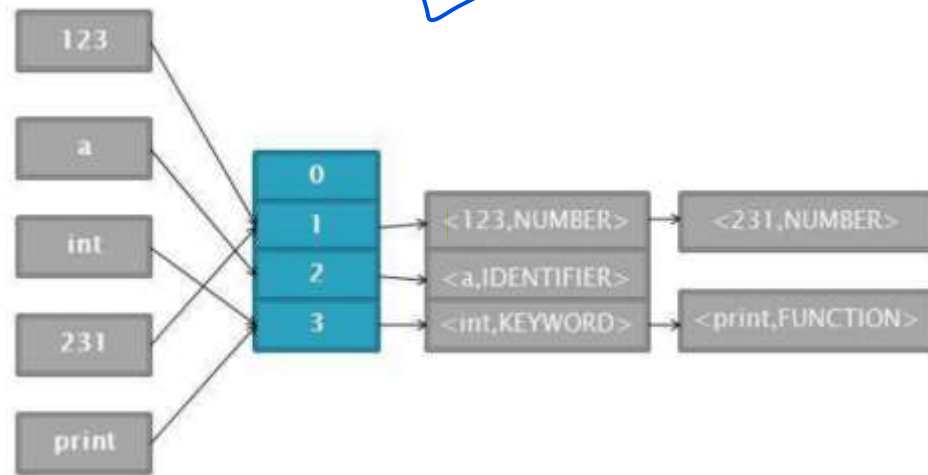 123
a
int
231
print
0
1
2
3
<123,NUMBER>
<231,NUMBER>
<a,IDENTIFIER>
<int,KEYWORD>
<print,FUNCTION>